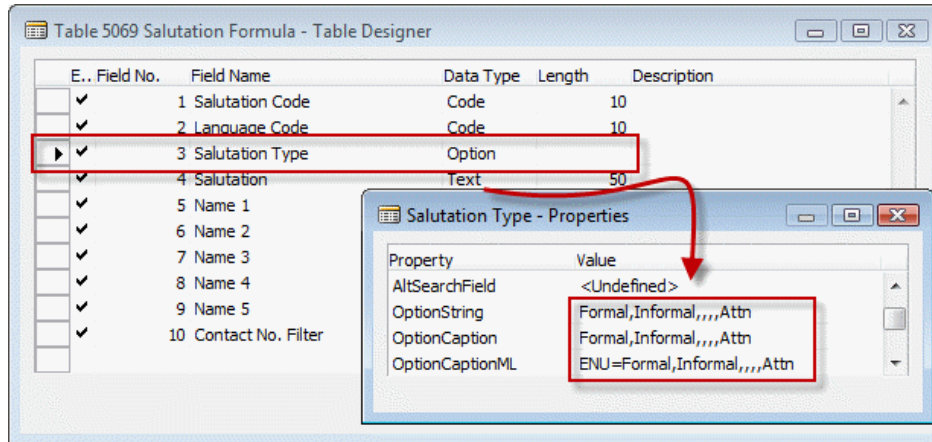 Table 5069 Salutation Formula - Table Designer
E.. Field No. Field Name Data Type Length Description
1 Salutation Code Code 10
2 Language Code Code 10
3 Salutation Type Option
4 Salutation Text 50
5 Name 1
6 Name 2
7 Name 3
8 Name 4
9 Name 5
10 Contact No. Filter
Salutation Type - Properties
Property Value
AltSearchField <Undefined>
OptionString Formal,Informal,,,,Attn
OptionCaption Formal,Informal,,,,Attn
OptionCaptionML ENU=Formal,Informal,,,,Attn